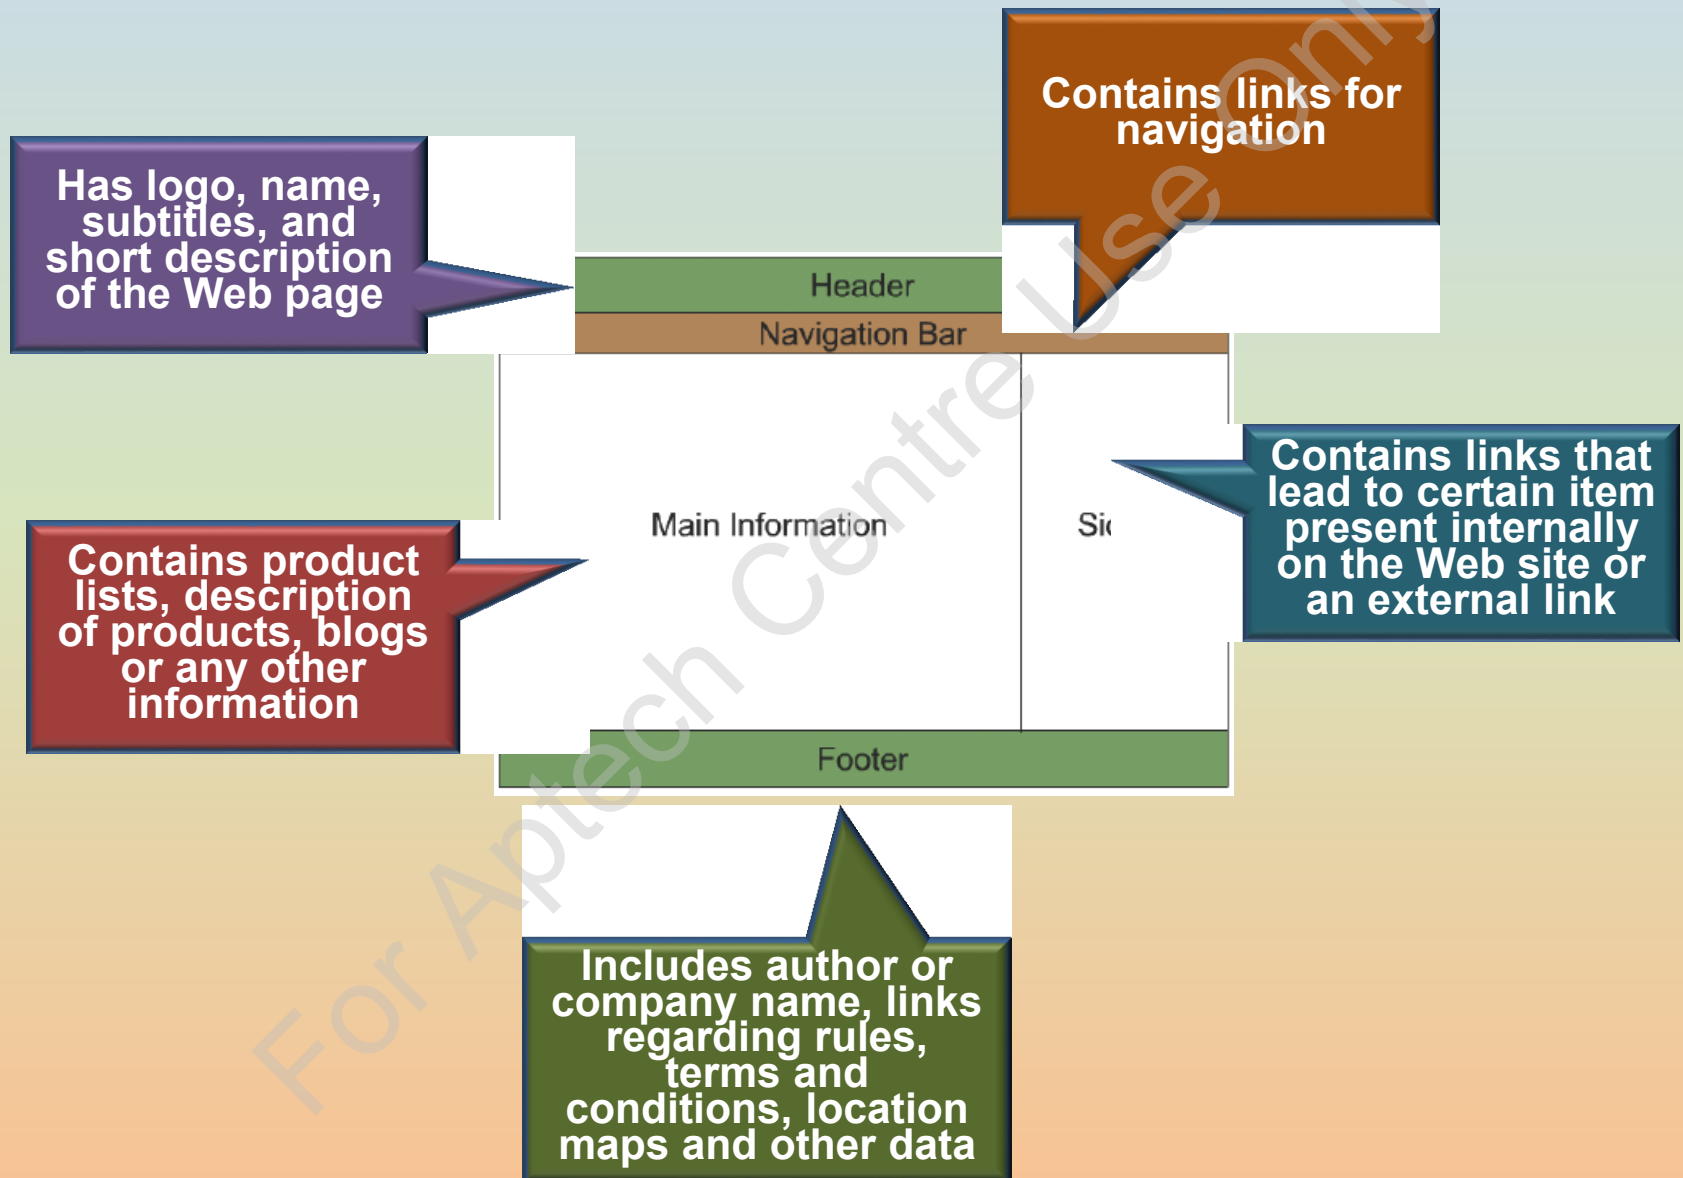 Contains links for
navigation
Has logo, name,
subtitles, and
short description
of the Web page
Header
Navigation Bar
Main Information
Contains links that
lead to certain item
present internally
on the Web site or
an external link
Contains product
lists, description
of products, blogs
or any other
information
Footer
Includes author or
company name, links
regarding rules,
terms and
conditions, location
maps and other data
For Aptech Centre Use Only